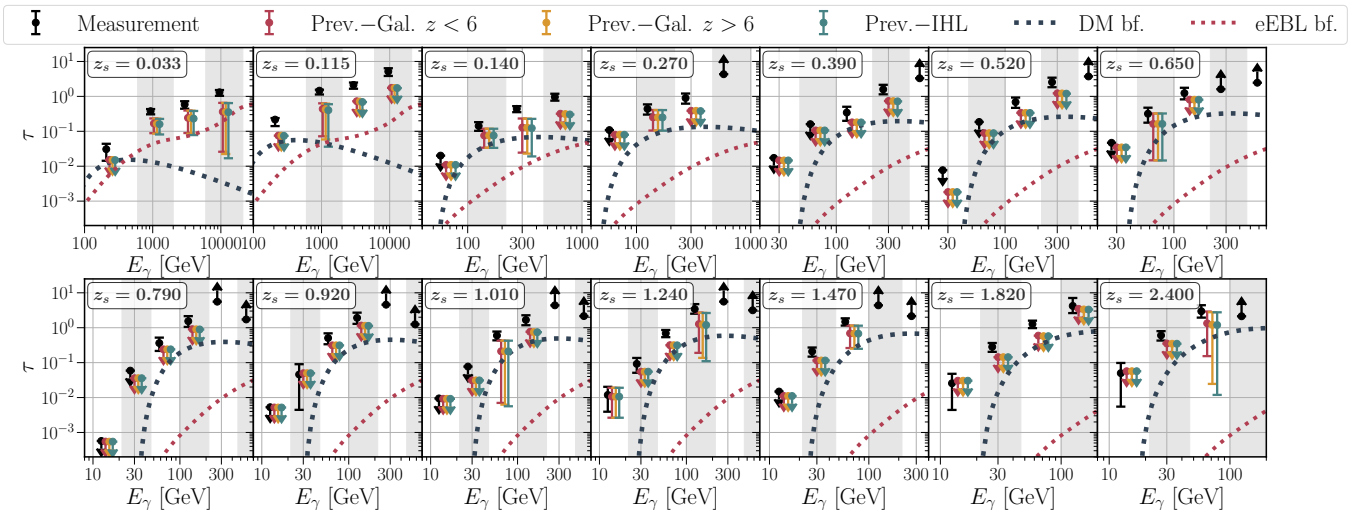 Measurement Prev.−Gal. z < 6 Prev.−Gal. z > 6 Prev.−IHL DM bf. eEBL bf.
z_s = 0.033 z_s = 0.115 z_s = 0.140 z_s = 0.270 z_s = 0.390 z_s = 0.520 z_s = 0.650
τ
10^1
10^0
10^−1
10^−2
10^−3
100 1000 10000 100 1000 10000 100 300 1000 100 300 1000 30 100 300 30 100 300 30 100 300
E_γ [GeV] E_γ [GeV] E_γ [GeV] E_γ [GeV] E_γ [GeV] E_γ [GeV] E_γ [GeV]
z_s = 0.790 z_s = 0.920 z_s = 1.010 z_s = 1.240 z_s = 1.470 z_s = 1.820 z_s = 2.400
τ
10^1
10^0
10^−1
10^−2
10^−3
10 30 100 300 10 30 100 300 10 30 100 300 10 30 100 300 10 30 100 300 10 30 100 10 30 100
E_γ [GeV] E_γ [GeV] E_γ [GeV] E_γ [GeV] E_γ [GeV] E_γ [GeV] E_γ [GeV]